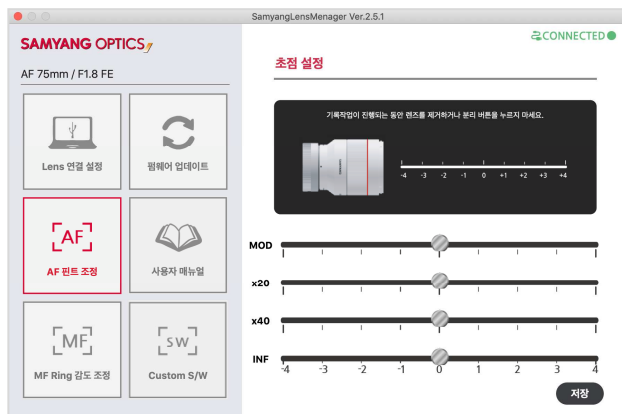 SamyangLensMenager Ver.2.5.1
SAMYANG OPTICS
CONNECTED
AF 75mm / F1.8 FE
초점 설정
기록작업이 진행되는 동안 렌즈를 제거하거나 분리 버튼을 누르지 마세요.
-4 -3 -2 -1 0 +1 +2 +3 +4
Lens 연결 설정
펌웨어 업데이트
AF
AF 핀트 조정
사용자 매뉴얼
MF
MF Ring 감도 조정
SW
Custom S/W
MOD
x20
x40
INF
-4 -3 -2 -1 0 1 2 3 4
저장